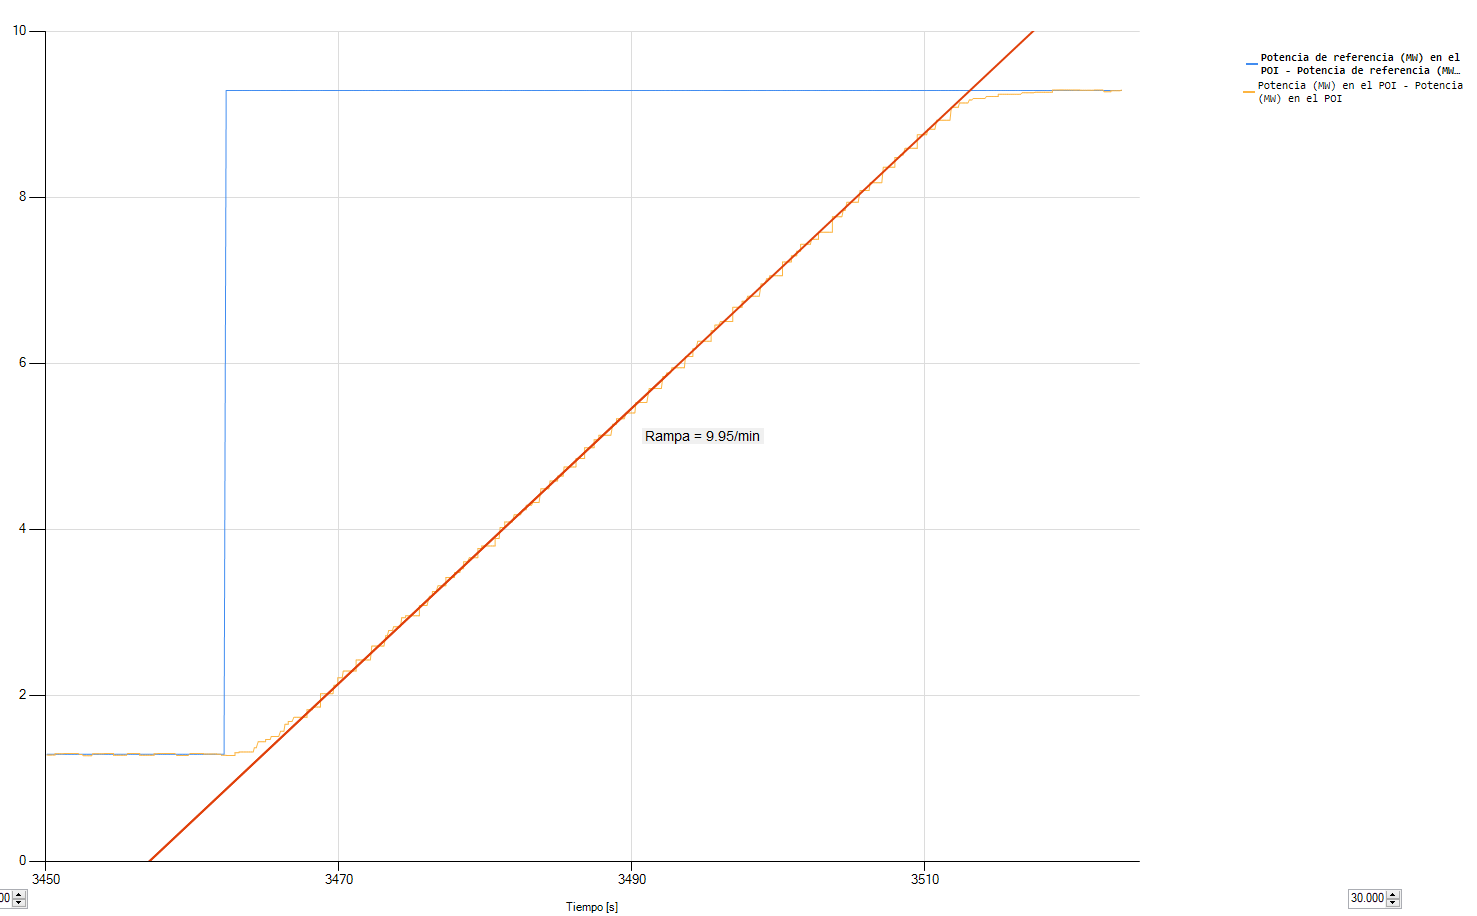 10
Potencia de referencia (MW) en el
POI - Potencia de referencia (MW…
Potencia (MW) en el POI - Potencia
(MW) en el POI
8
6
Rampa = 9.95/min
4
2
0
3450 3470 3490 3510
00
30.000
Tiempo [s]